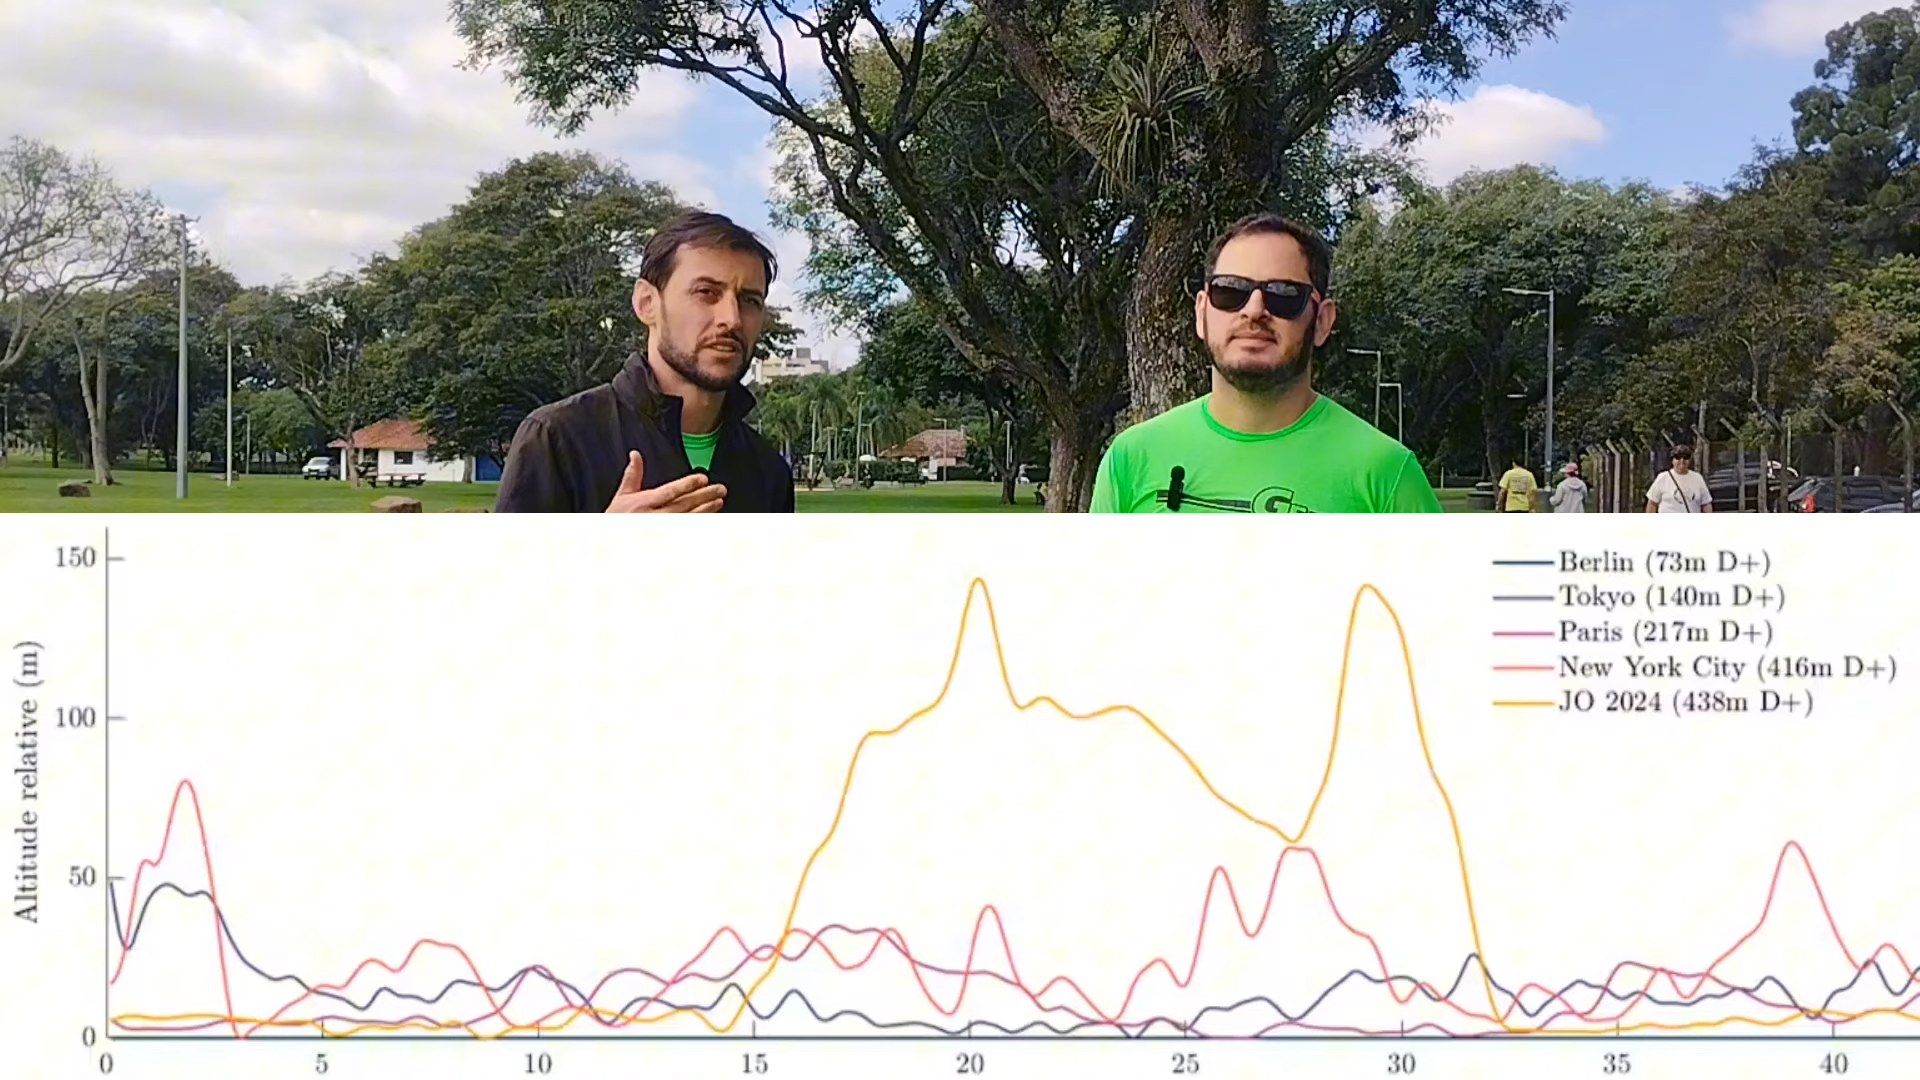 150
100
50
0
Altitude relative (m)
Berlin (73m D+)
Tokyo (140m D+)
Paris (217m D+)
New York City (416m D+)
JO 2024 (438m D+)
0 5 10 15 20 25 30 35 40